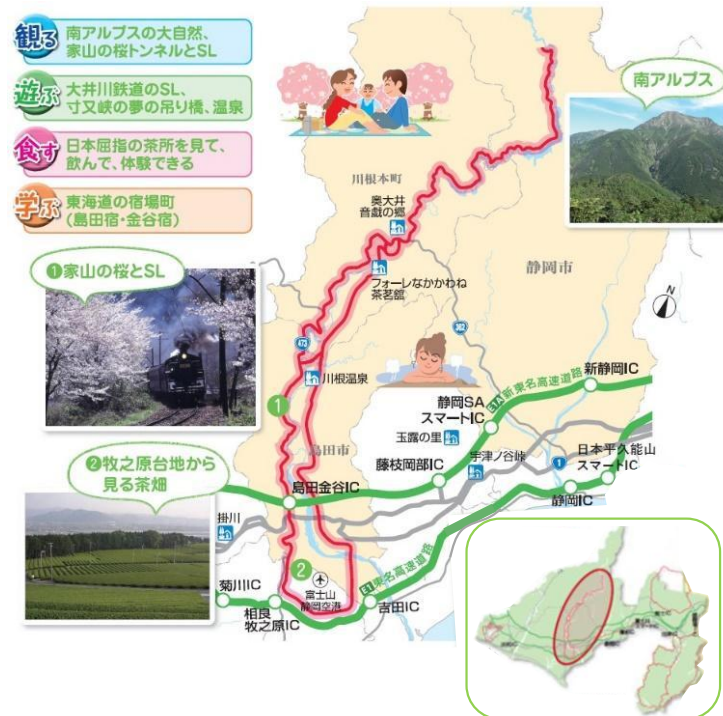 観る
南アルプスの大自然、
家山の桜トンネルとSL
遊ぶ
大井川鉄道のSL、
寸又峡の夢の吊り橋、温泉
食す
日本屈指の茶所を見て、
飲んで、体験できる
学ぶ
東海道の宿場町
(島田宿・金谷宿)
南アルプス
川根本町
奥大井
音戯の郷
静岡市
❶家山の桜とSL
フォーレなかかわね
茶茗舘
N
362
473
川根温泉
新静岡IC
E1A 新東名高速道路
静岡SA
スマートIC
1
玉露の里
島田市
宇津ノ谷峠
1
日本平久能山
スマートIC
❷牧之原台地から
見る茶畑
藤枝岡部IC
島田金谷IC
静岡IC
掛川
2
E1 東名高速道路
富士山
静岡空港
菊川IC
相良
牧之原IC
吉田IC